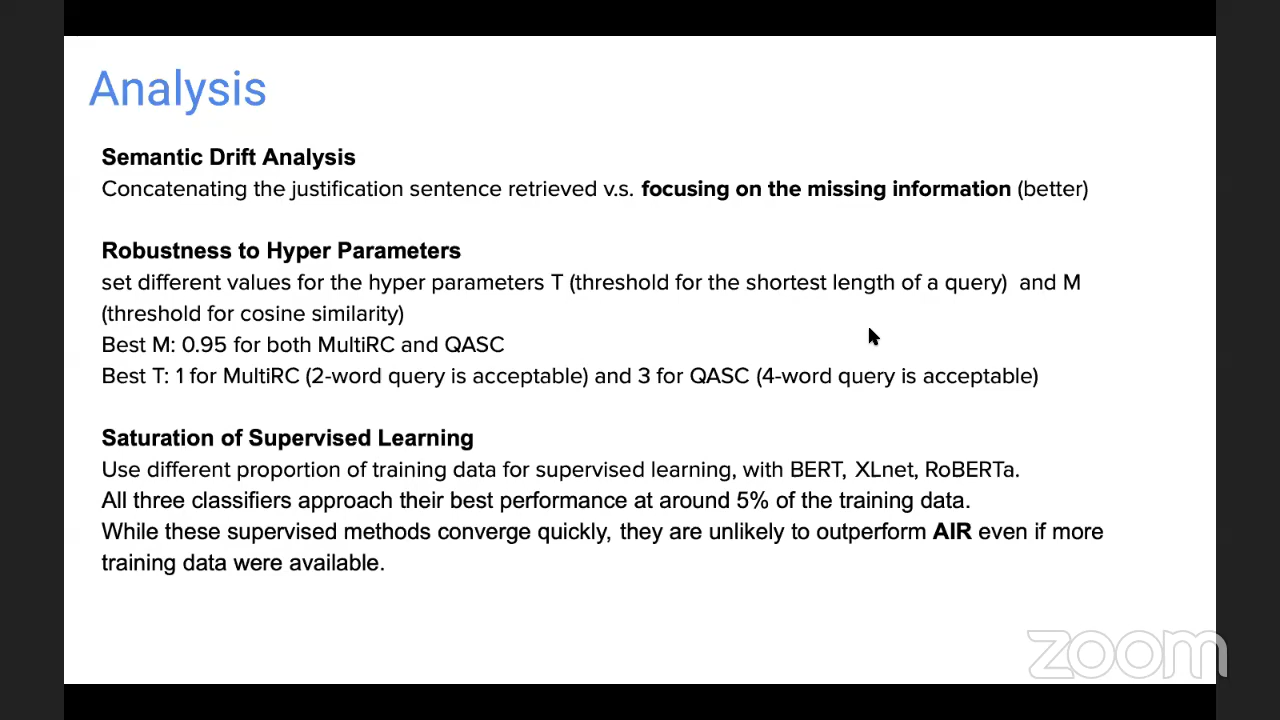 Analysis
Semantic Drift Analysis
Concatenating the justification sentence retrieved v.s. focusing on the missing information (better)
Robustness to Hyper Parameters
set different values for the hyper parameters T (threshold for the shortest length of a query) and M
(threshold for cosine similarity)
Best M: 0.95 for both MultiRC and QASC
Best T: 1 for MultiRC (2-word query is acceptable) and 3 for QASC (4-word query is acceptable)
Saturation of Supervised Learning
Use different proportion of training data for supervised learning, with BERT, XLnet, RoBERTa.
All three classifiers approach their best performance at around 5% of the training data.
While these supervised methods converge quickly, they are unlikely to outperform AIR even if more
training data were available.
zoom